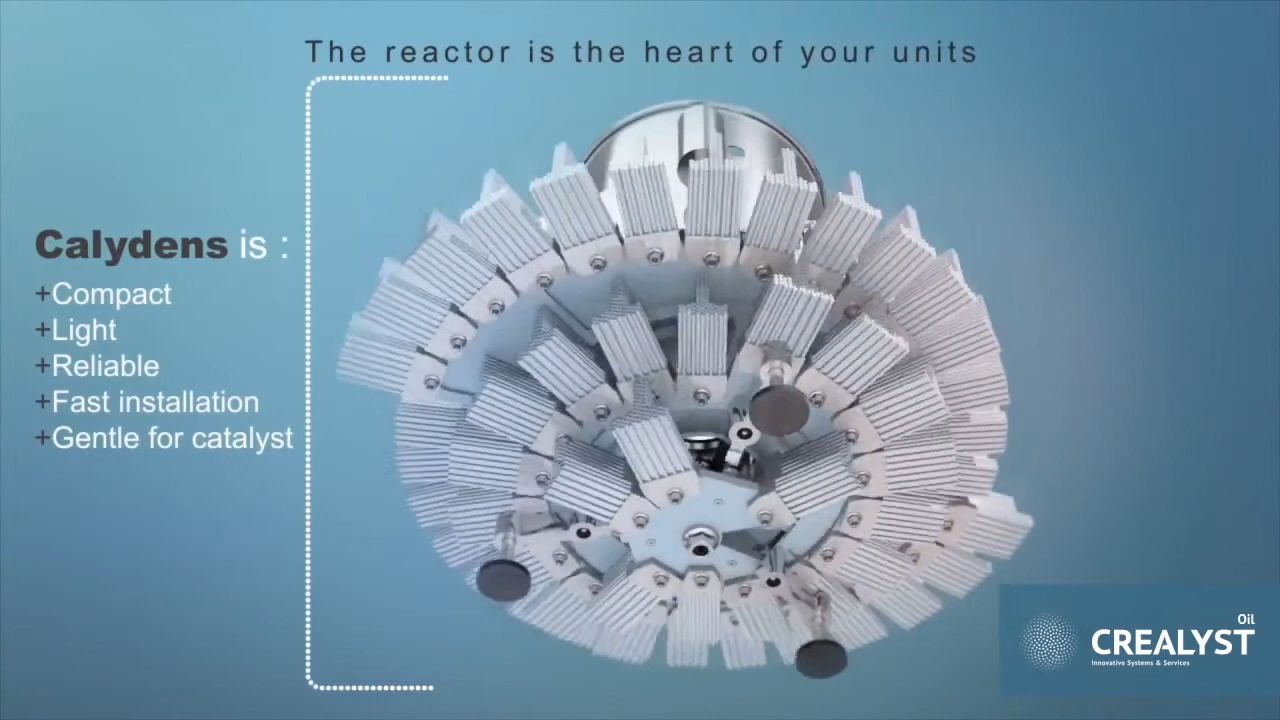 The reactor is the heart of your units
Calydens is :
+Compact
+Light
+Reliable
+Fast installation
+Gentle for catalyst
Oil
CREALYST
Innovative Systems & Services